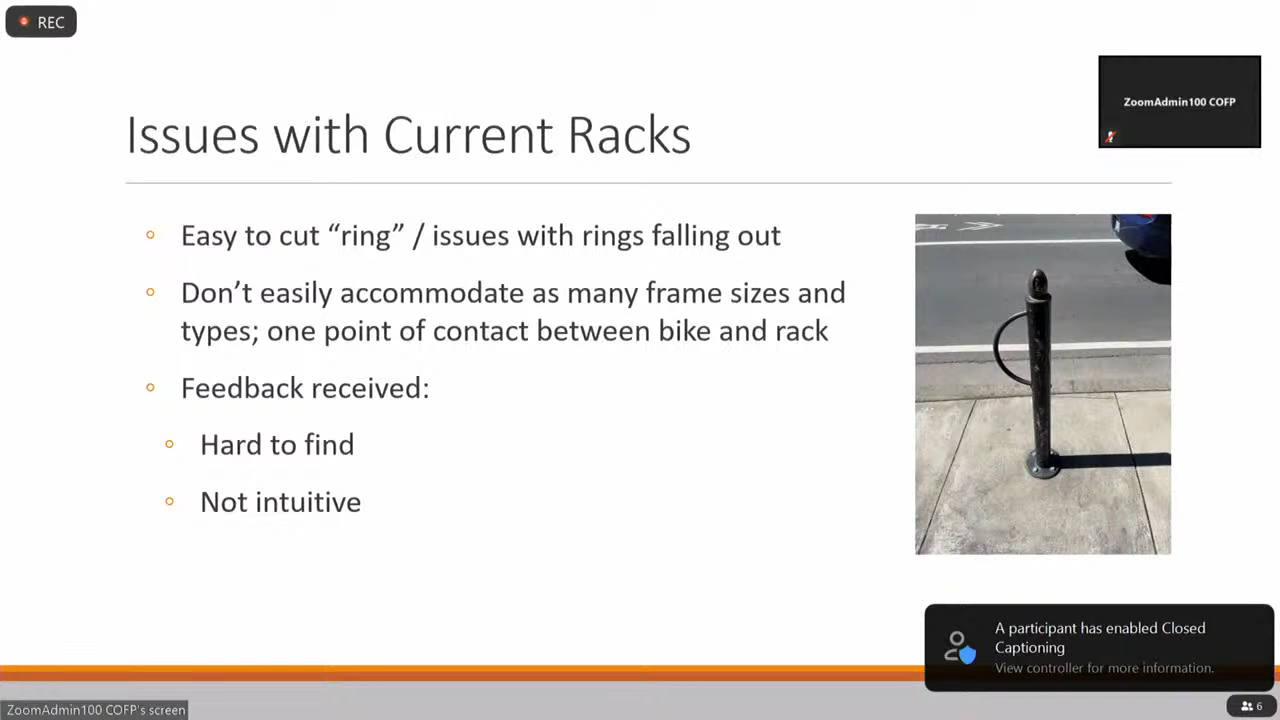 REC
ZoomAdmin100 COFP
Issues with Current Racks
Easy to cut “ring” / issues with rings falling out
Don’t easily accommodate as many frame sizes and
types; one point of contact between bike and rack
Feedback received:
Hard to find
Not intuitive
A participant has enabled Closed
Captioning
View controller for more information.
ZoomAdmin100 COFP's screen
6